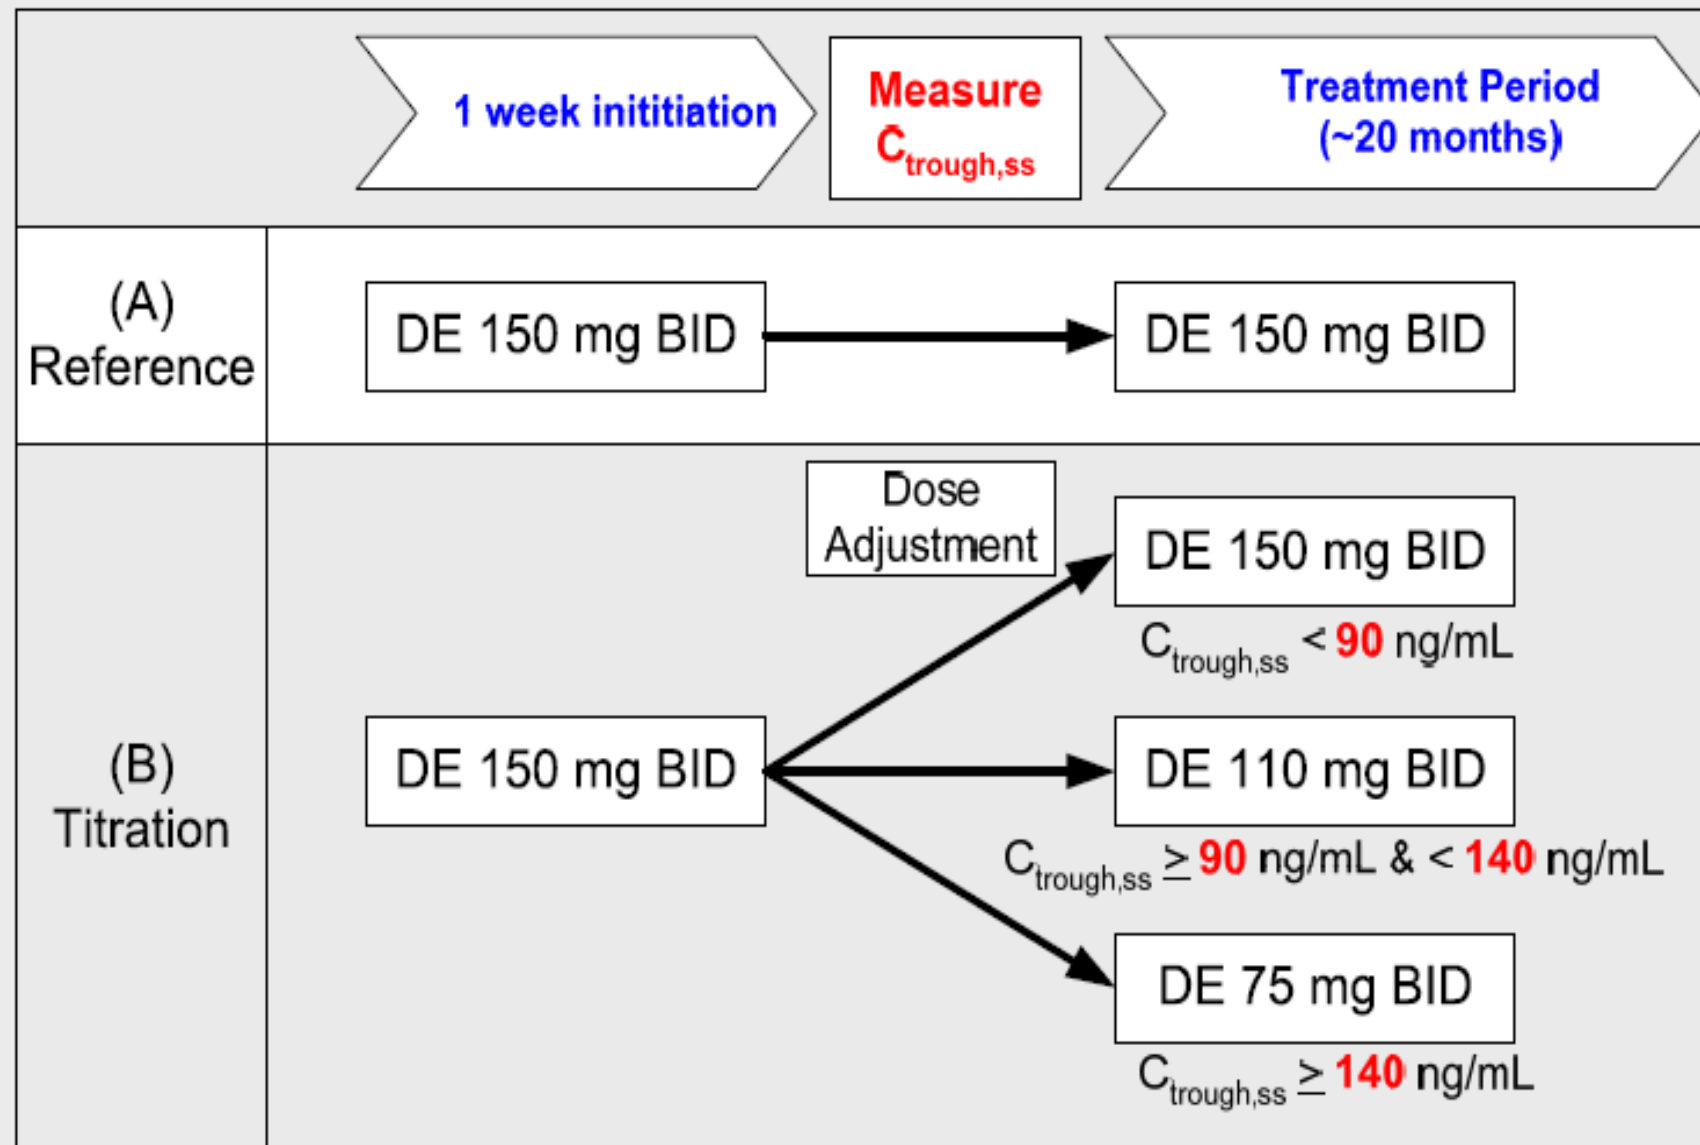 1 week inititiation
Measure
Ctrough,ss
Treatment Period
(~20 months)
(A)
Reference
DE 150 mg BID
DE 150 mg BID
(B)
Titration
DE 150 mg BID
Dose
Adjustment
DE 150 mg BID
Ctrough,ss < 90 ng/mL
DE 110 mg BID
Ctrough,ss ≥ 90 ng/mL & < 140 ng/mL
DE 75 mg BID
Ctrough,ss ≥ 140 ng/mL